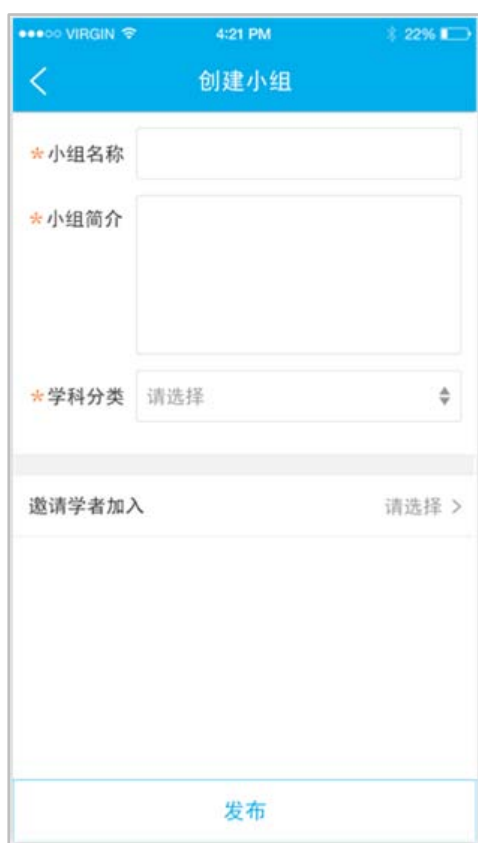 VIRGIN 4:21 PM 22%
创建小组
*小组名称
*小组简介
*学科分类 请选择
邀请学者加入 请选择 >
发布